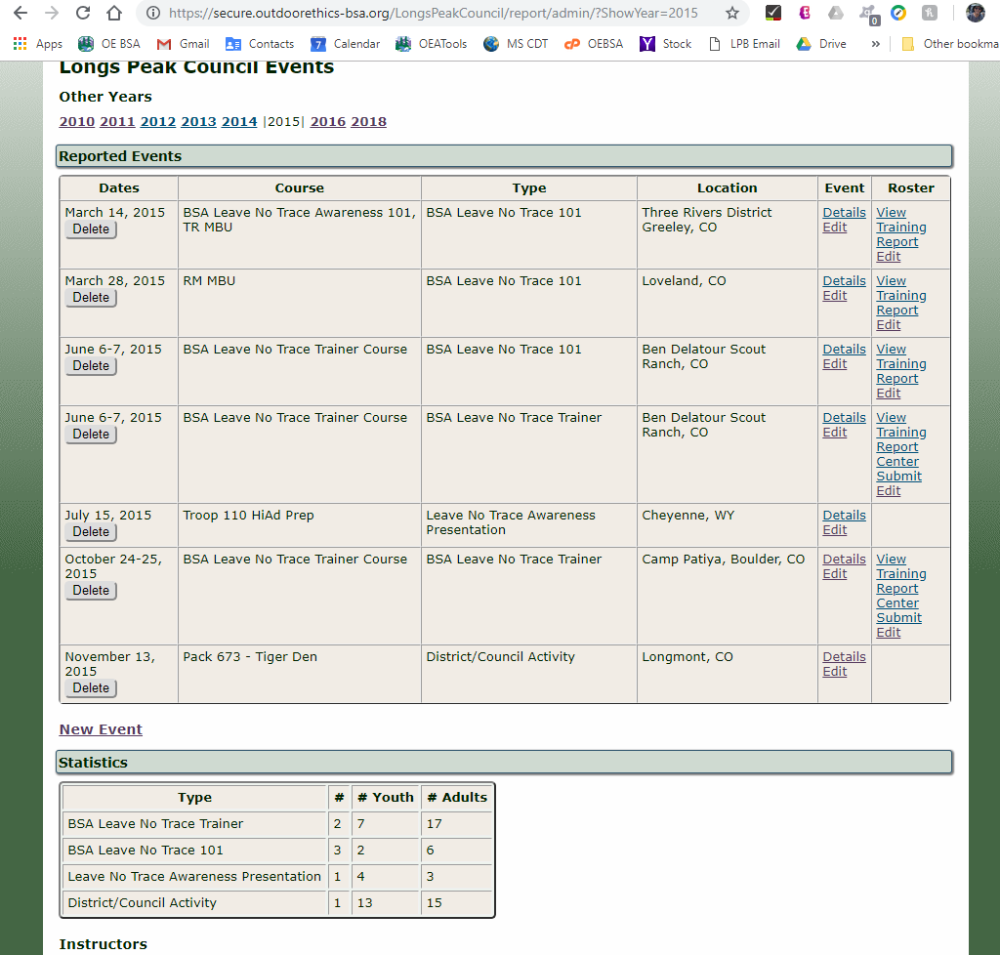 https://secure.outdoorethics-bsa.org/LongsPeakCouncil/report/admin/?ShowYear=2015
0
Apps OE BSA Gmail Contacts 7 Calendar OEATools MS CDT cP OEBSA Y Stock LPB Email Drive » Other bookma
Longs Peak Council Events
Other Years
2010 2011 2012 2013 2014 |2015| 2016 2018
Reported Events
Dates Course Type Location Event Roster
March 14, 2015 BSA Leave No Trace Awareness 101, BSA Leave No Trace 101 Three Rivers District Details View
Delete TR MBU Greeley, CO Edit Training
Report
Edit
March 28, 2015 RM MBU BSA Leave No Trace 101 Loveland, CO Details View
Delete Edit Training
Report
Edit
June 6-7, 2015 BSA Leave No Trace Trainer Course BSA Leave No Trace 101 Ben Delatour Scout Details View
Delete Ranch, CO Edit Training
Report
Edit
June 6-7, 2015 BSA Leave No Trace Trainer Course BSA Leave No Trace Trainer Ben Delatour Scout Details View
Delete Ranch, CO Edit Training
Report
Center
Submit
Edit
July 15, 2015 Troop 110 HiAd Prep Leave No Trace Awareness Cheyenne, WY Details
Delete Presentation Edit
October 24-25, BSA Leave No Trace Trainer Course BSA Leave No Trace Trainer Camp Patiya, Boulder, CO Details View
2015 Edit Training
Delete Report
Center
Submit
Edit
November 13, Pack 673 - Tiger Den District/Council Activity Longmont, CO Details
2015 Edit
Delete
New Event
Statistics
Type # # Youth # Adults
BSA Leave No Trace Trainer 2 7 17
BSA Leave No Trace 101 3 2 6
Leave No Trace Awareness Presentation 1 4 3
District/Council Activity 1 13 15
Instructors